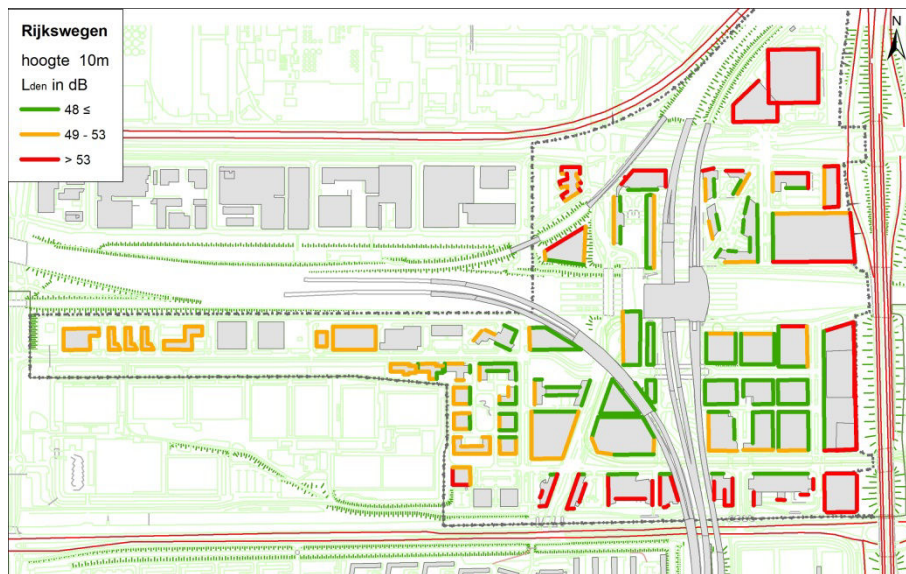 Rijkswegen
hoogte 10m
Lden in dB
48 ≤
49 - 53
> 53
N